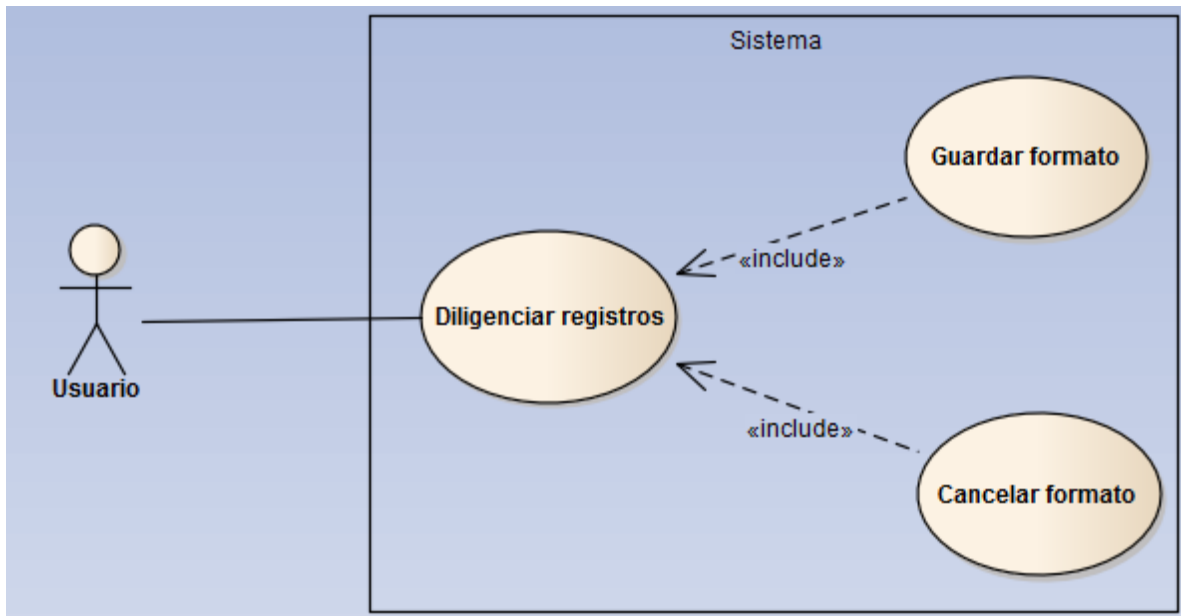 Sistema
Guardar formato
«include»
Diligenciar registros
Usuario
«include»
Cancelar formato